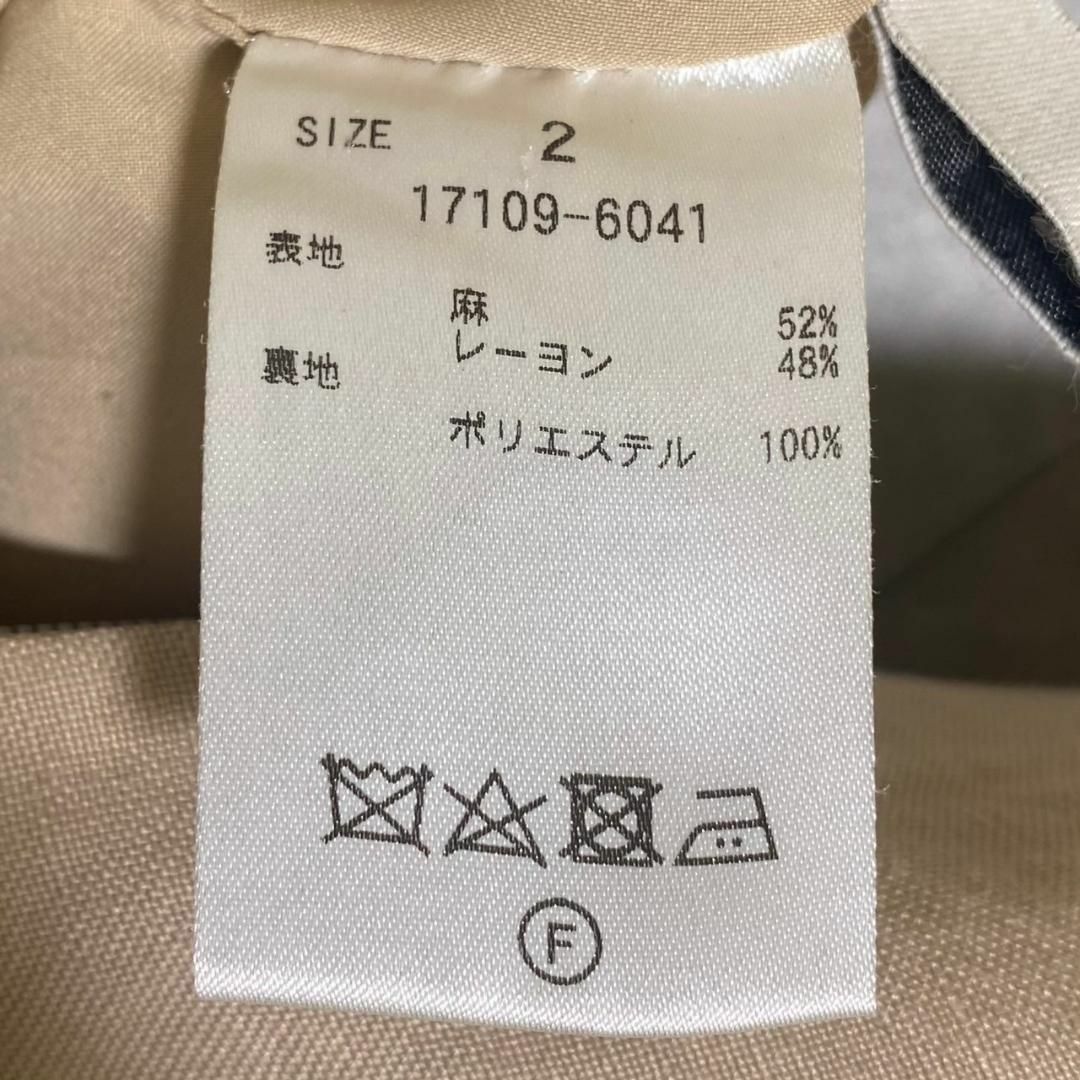 SIZE 2
17109-6041
表地
麻 52%
レーヨン 48%
裏地
ポリエステル 100%
F